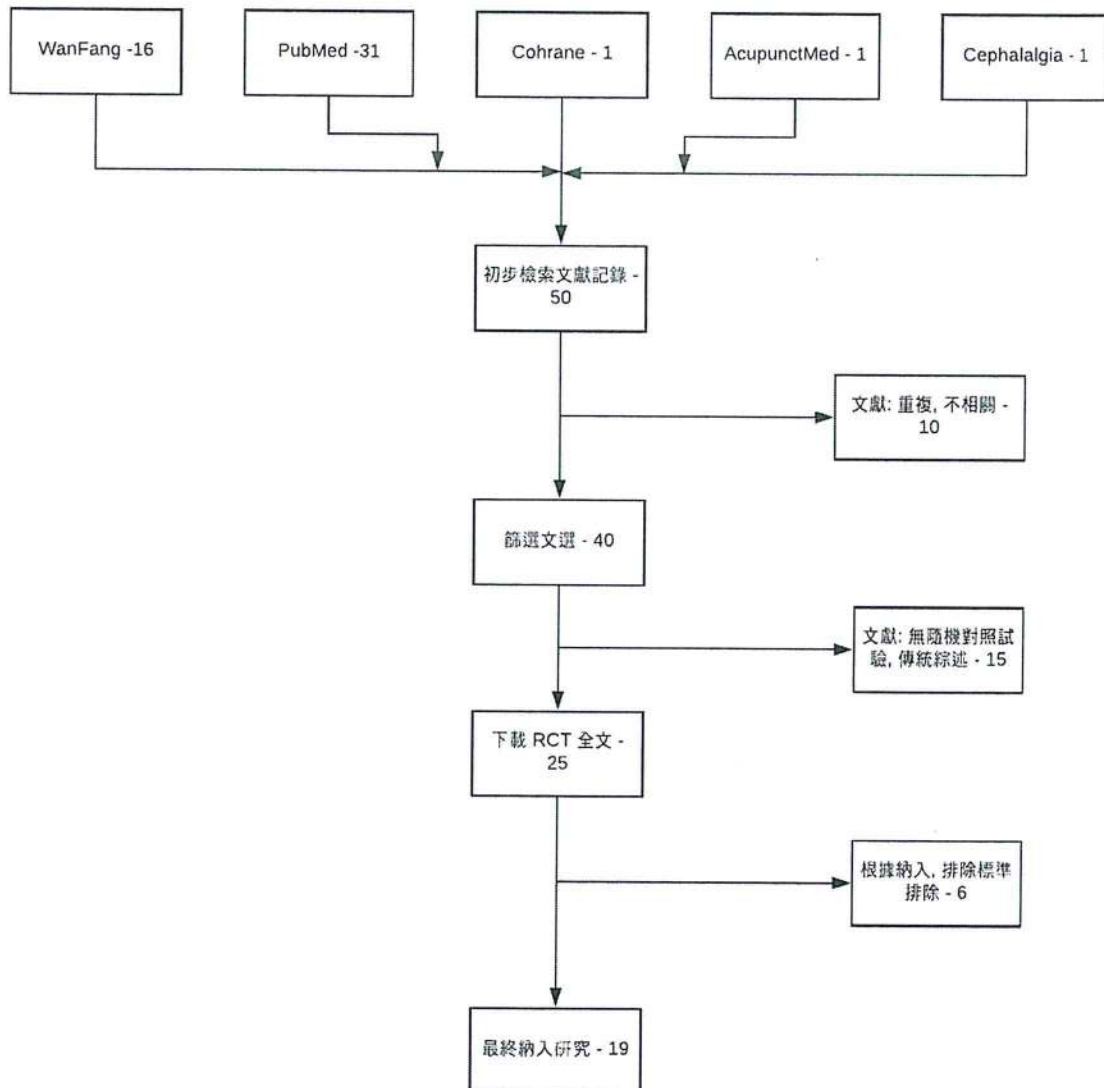 WanFang -16
PubMed -31
Cohrane - 1
AcupunctMed - 1
Cephalalgia - 1
初步檢索文獻記錄 -
50
文獻: 重複, 不相關 -
10
篩選文選 - 40
文獻: 無隨機對照試
驗, 傳統綜述 - 15
下載 RCT 全文 -
25
根據納入, 排除標準
排除 - 6
最終納入研究 - 19